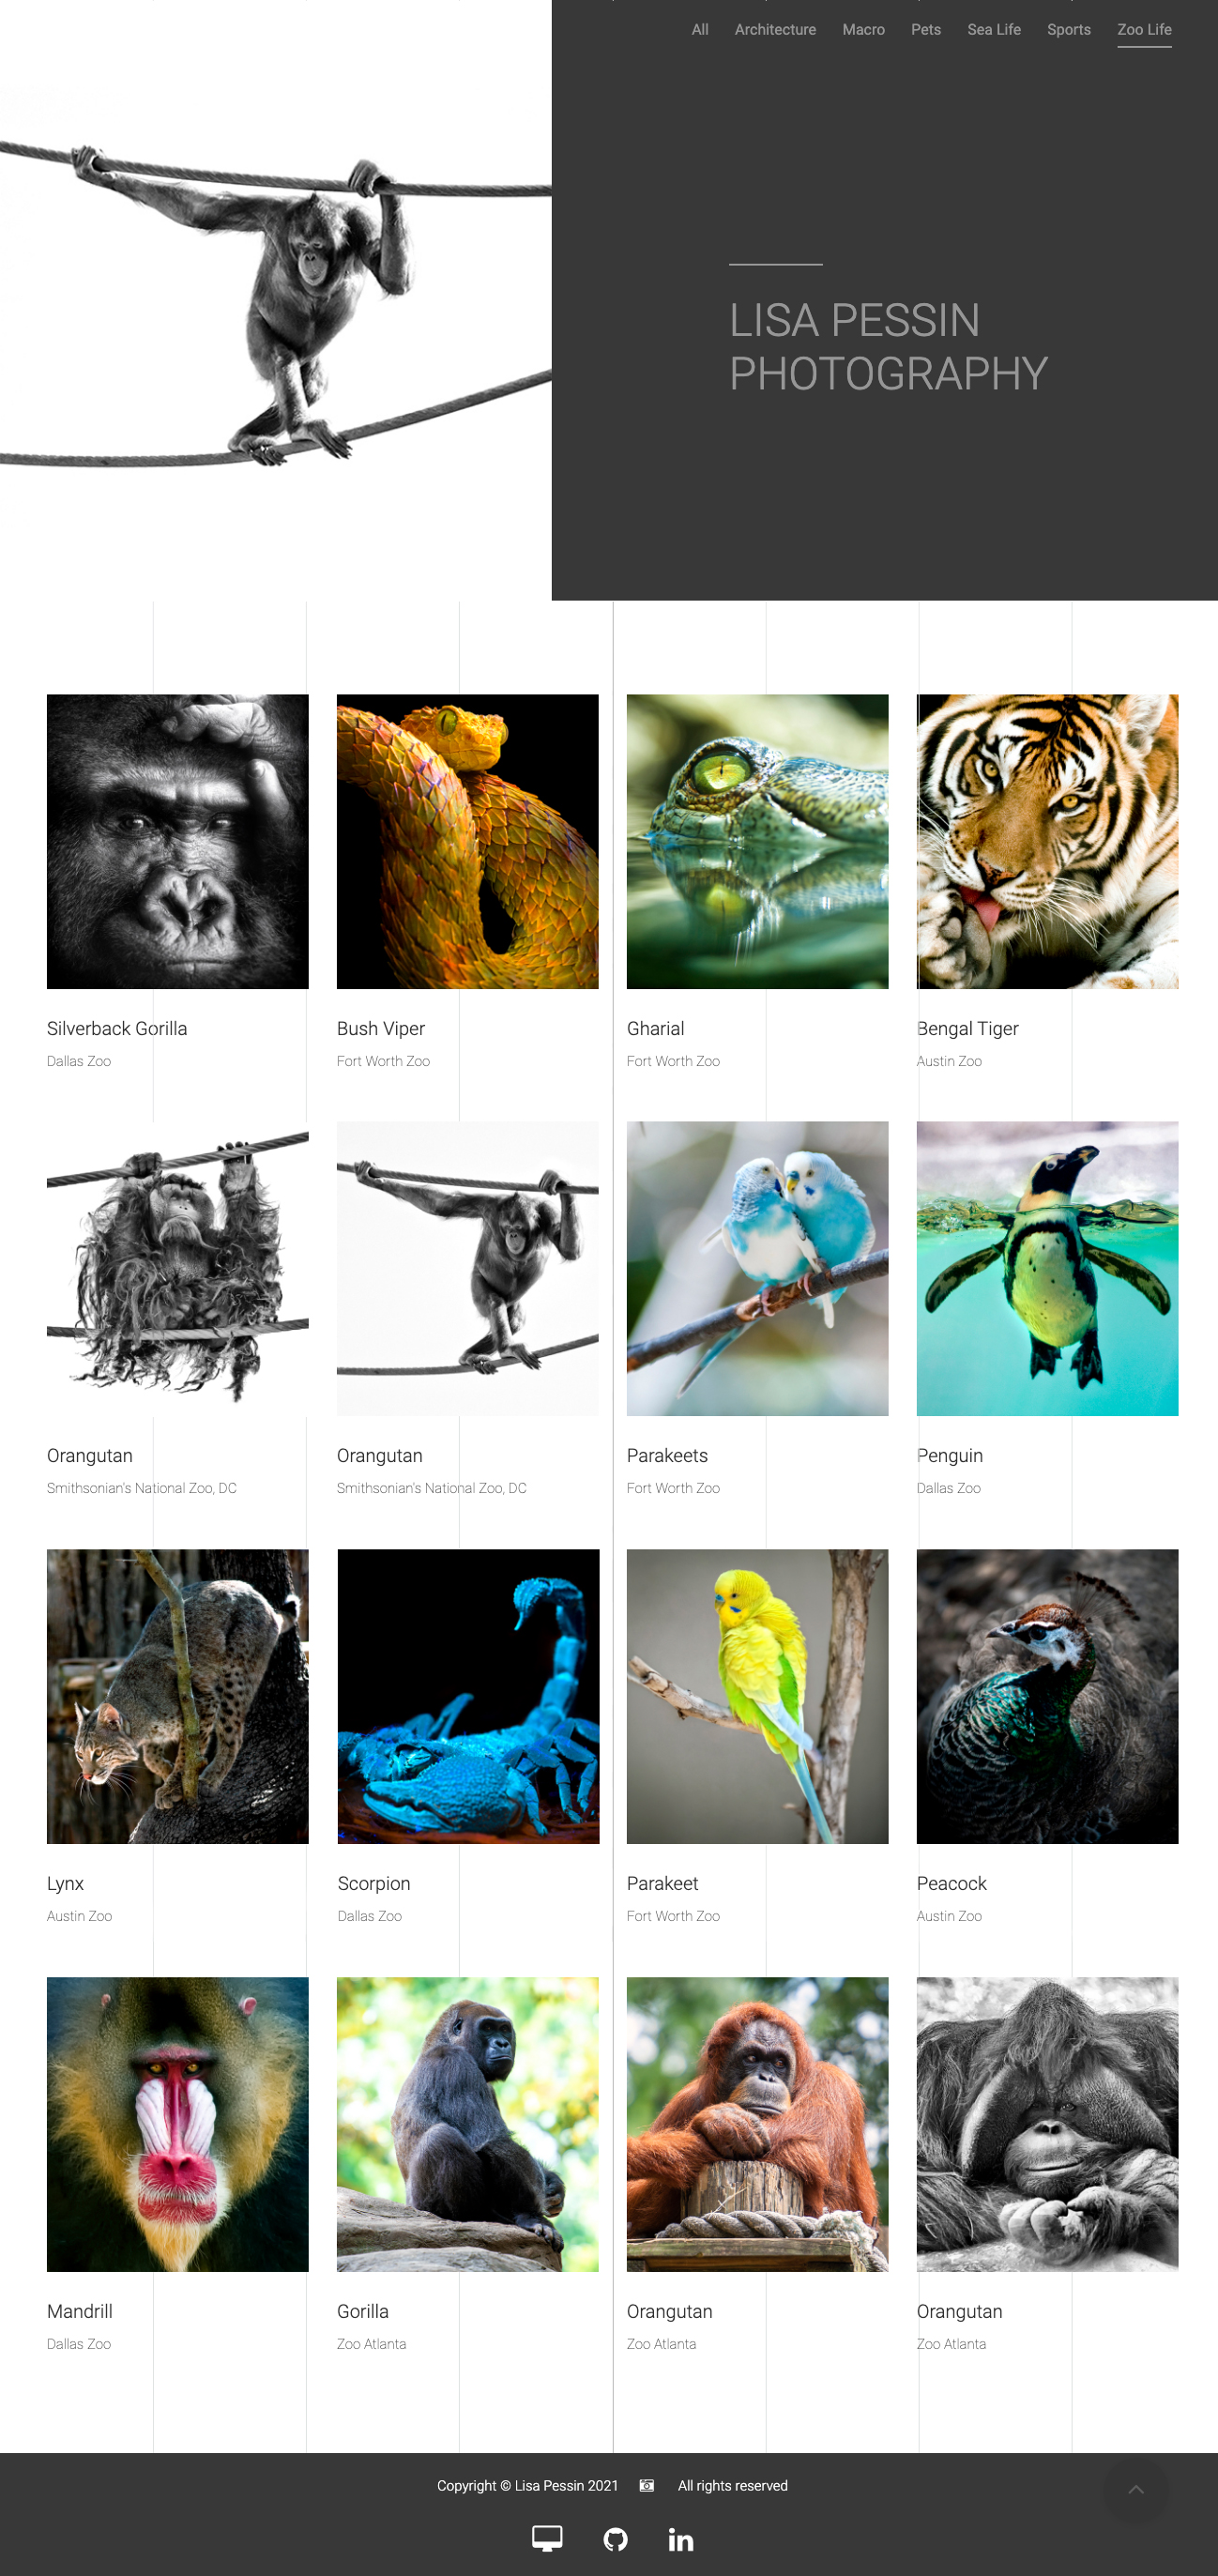 All Architecture Macro Pets Sea Life Sports Zoo Life
LISA PESSIN
PHOTOGRAPHY
Silverback Gorilla
Dallas Zoo
Bush Viper
Fort Worth Zoo
Gharial
Fort Worth Zoo
Bengal Tiger
Austin Zoo
Orangutan
Smithsonian's National Zoo, DC
Orangutan
Smithsonian's National Zoo, DC
Parakeets
Fort Worth Zoo
Penguin
Dallas Zoo
Lynx
Austin Zoo
Scorpion
Dallas Zoo
Parakeet
Fort Worth Zoo
Peacock
Austin Zoo
Mandrill
Dallas Zoo
Gorilla
Zoo Atlanta
Orangutan
Zoo Atlanta
Orangutan
Zoo Atlanta
Copyright © Lisa Pessin 2021 All rights reserved
in